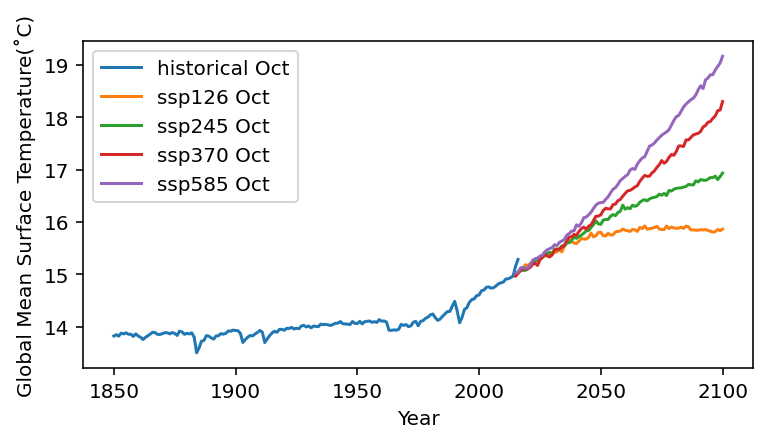 Global Mean Surface Temperature(˚C)
19
18
17
16
15
14
historical Oct
ssp126 Oct
ssp245 Oct
ssp370 Oct
ssp585 Oct
1850 1900 1950 2000 2050 2100
Year